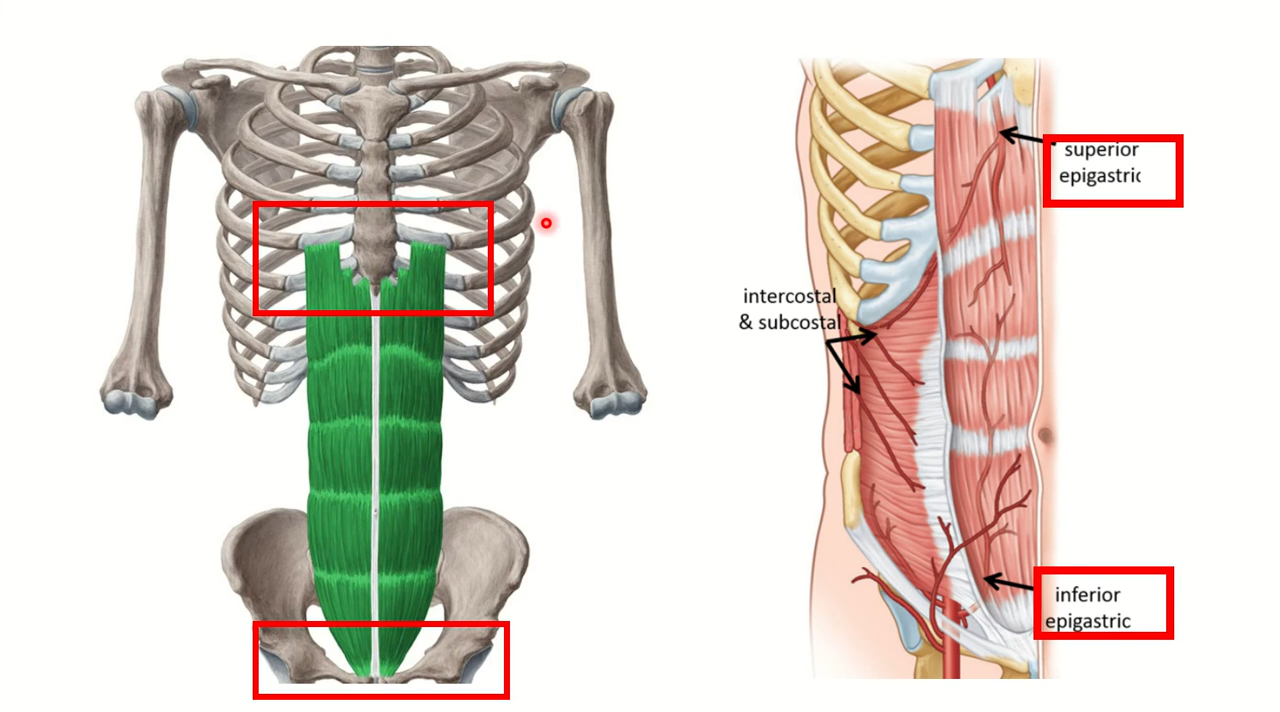 superior
epigastric
intercostal
& subcostal
inferior
epigastric